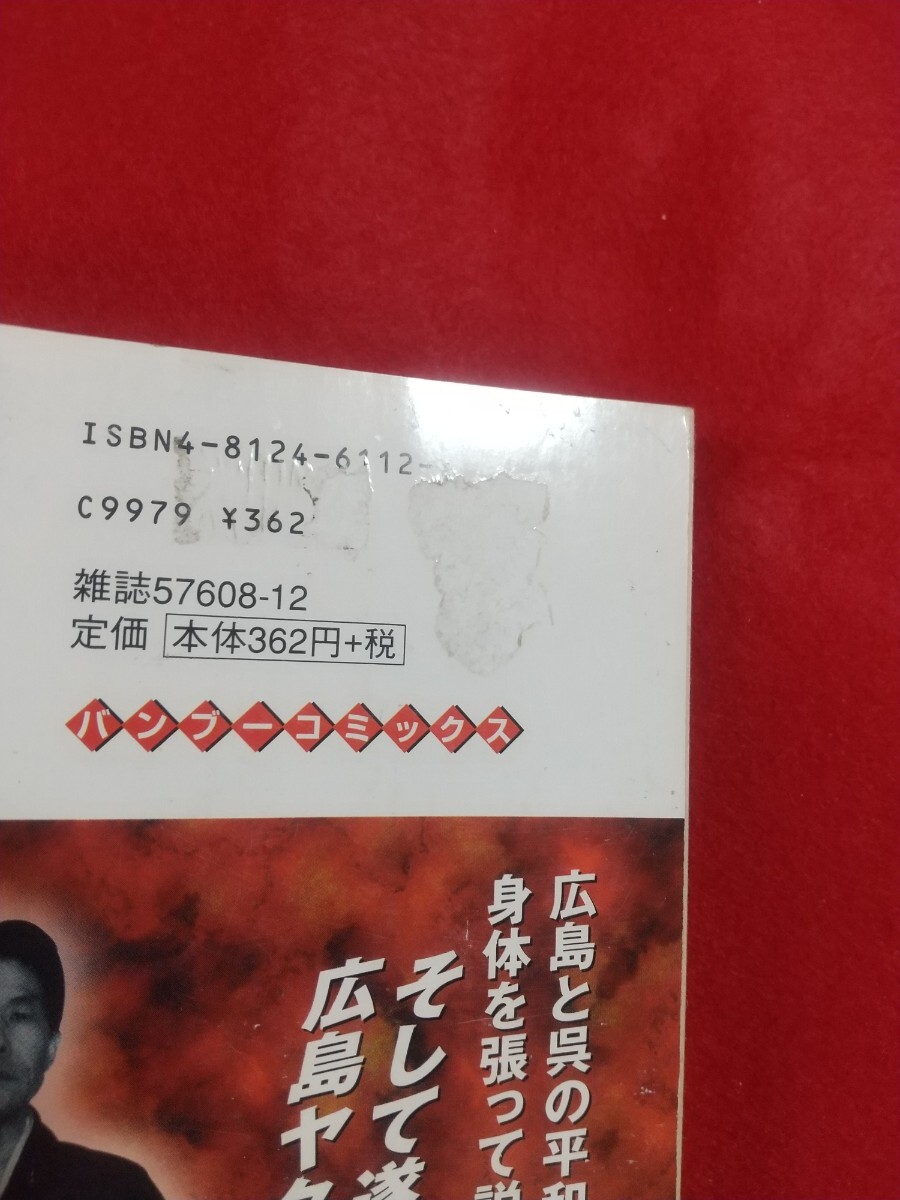 ISBN4-8124-6112-
C9979 ¥362
雑誌57608-12
定価 本体362円+税
バンブーコミックス
広島と呉の平和
身体を張って説
そして遂
広島ヤク